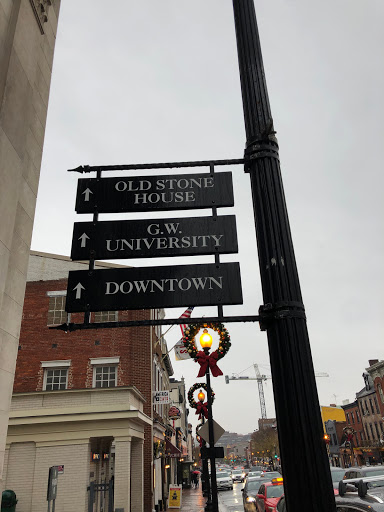 OLD STONE
HOUSE
G.W.
UNIVERSITY
DOWNTOWN